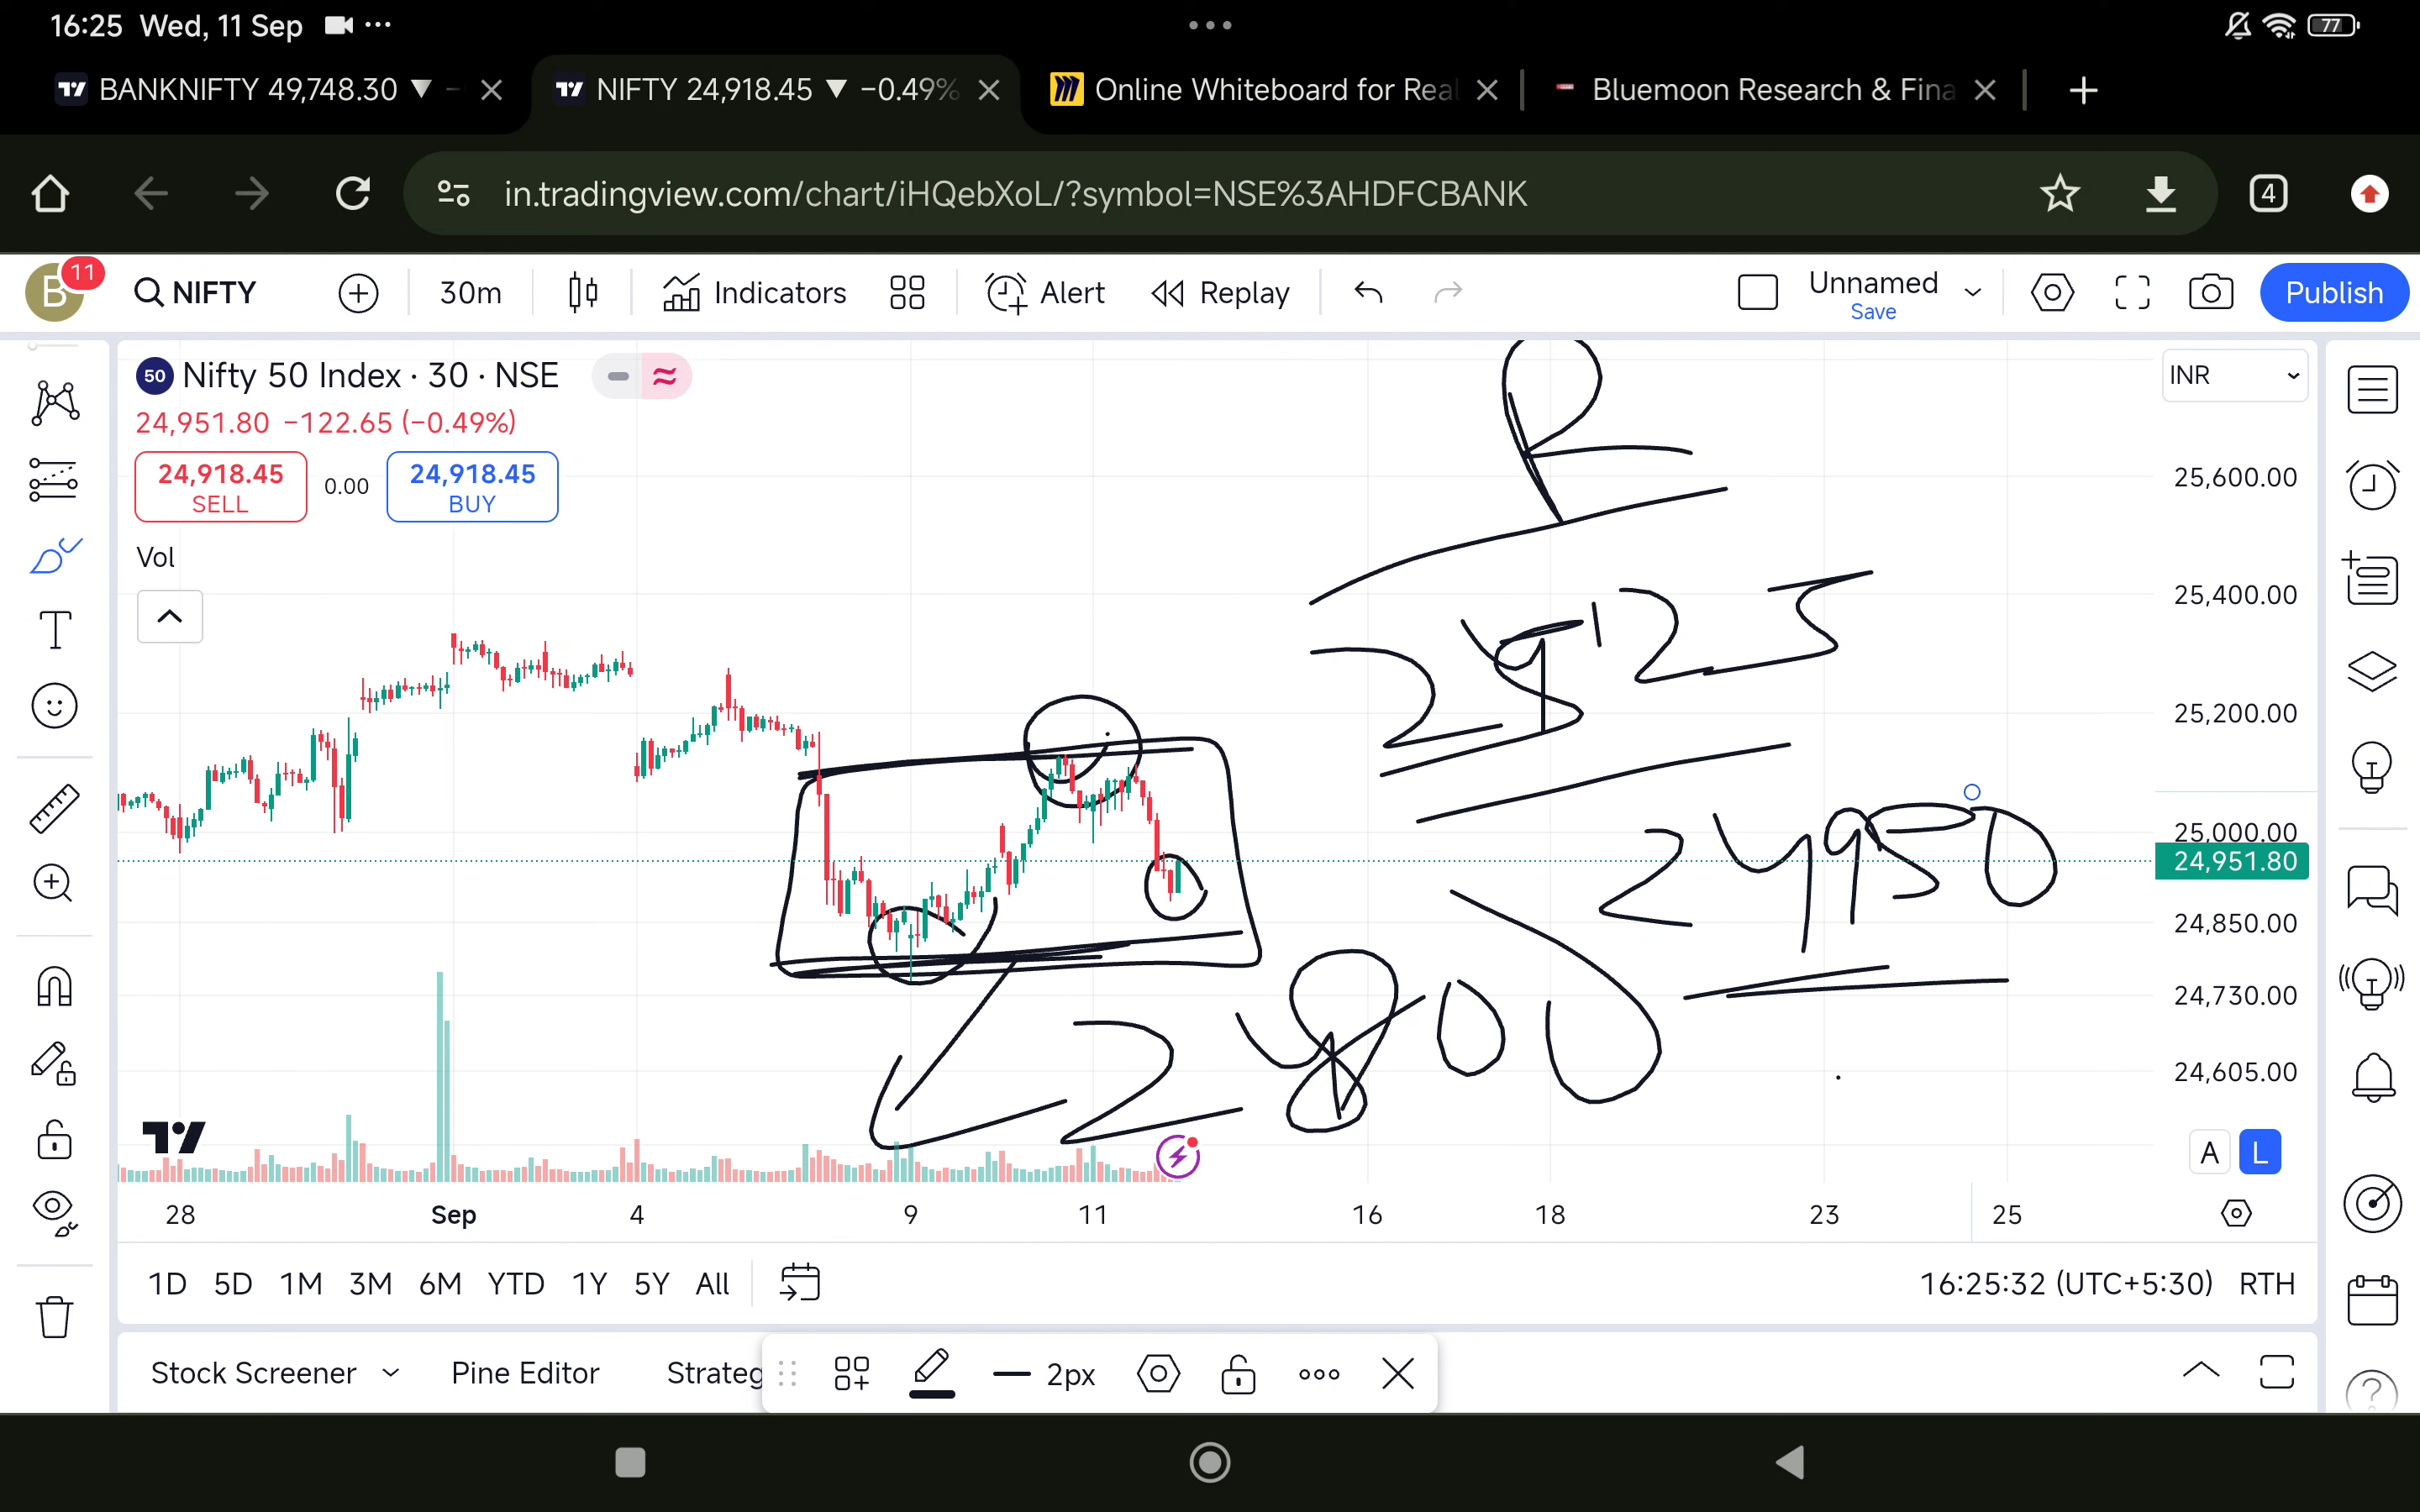 16:25 Wed, 11 Sep
77
BANKNIFTY 49,748.30 ▼ −
NIFTY 24,918.45 ▼ −0.49%
Online Whiteboard for Real
Bluemoon Research & Fina
in.tradingview.com/chart/iHQebXoL/?symbol=NSE%3AHDFCBANK
4
B 11
NIFTY
30m
Indicators
Alert
Replay
Unnamed
Save
Publish
50 Nifty 50 Index · 30 · NSE
INR
24,951.80 −122.65 (−0.49%)
24,918.45
SELL
0.00
24,918.45
BUY
Vol
R
25,600.00
25,400.00
25,200.00
25,000.00
24950
24,951.80
24,850.00
24,730.00
24800
24,605.00
A L
28 Sep 4 9 11 16 18 23 25
1D 5D 1M 3M 6M YTD 1Y 5Y All
16:25:32 (UTC+5:30) RTH
Stock Screener
Pine Editor
Strateg
2px